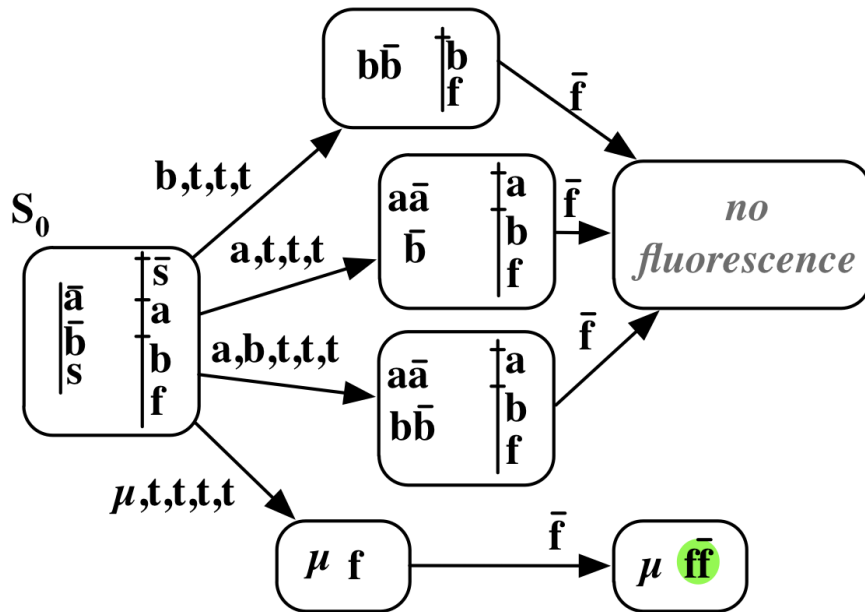 bb̄ b
f
f̄
b,t,t,t
S₀
aā a
b̄ b
f
f̄
no
fluorescence
a,t,t,t
ā s̄
b̄ a
s b
f
a,b,t,t,t
aā a
bb̄ b
f
f̄
μ,t,t,t,t
μ f
f̄
μ ff̄